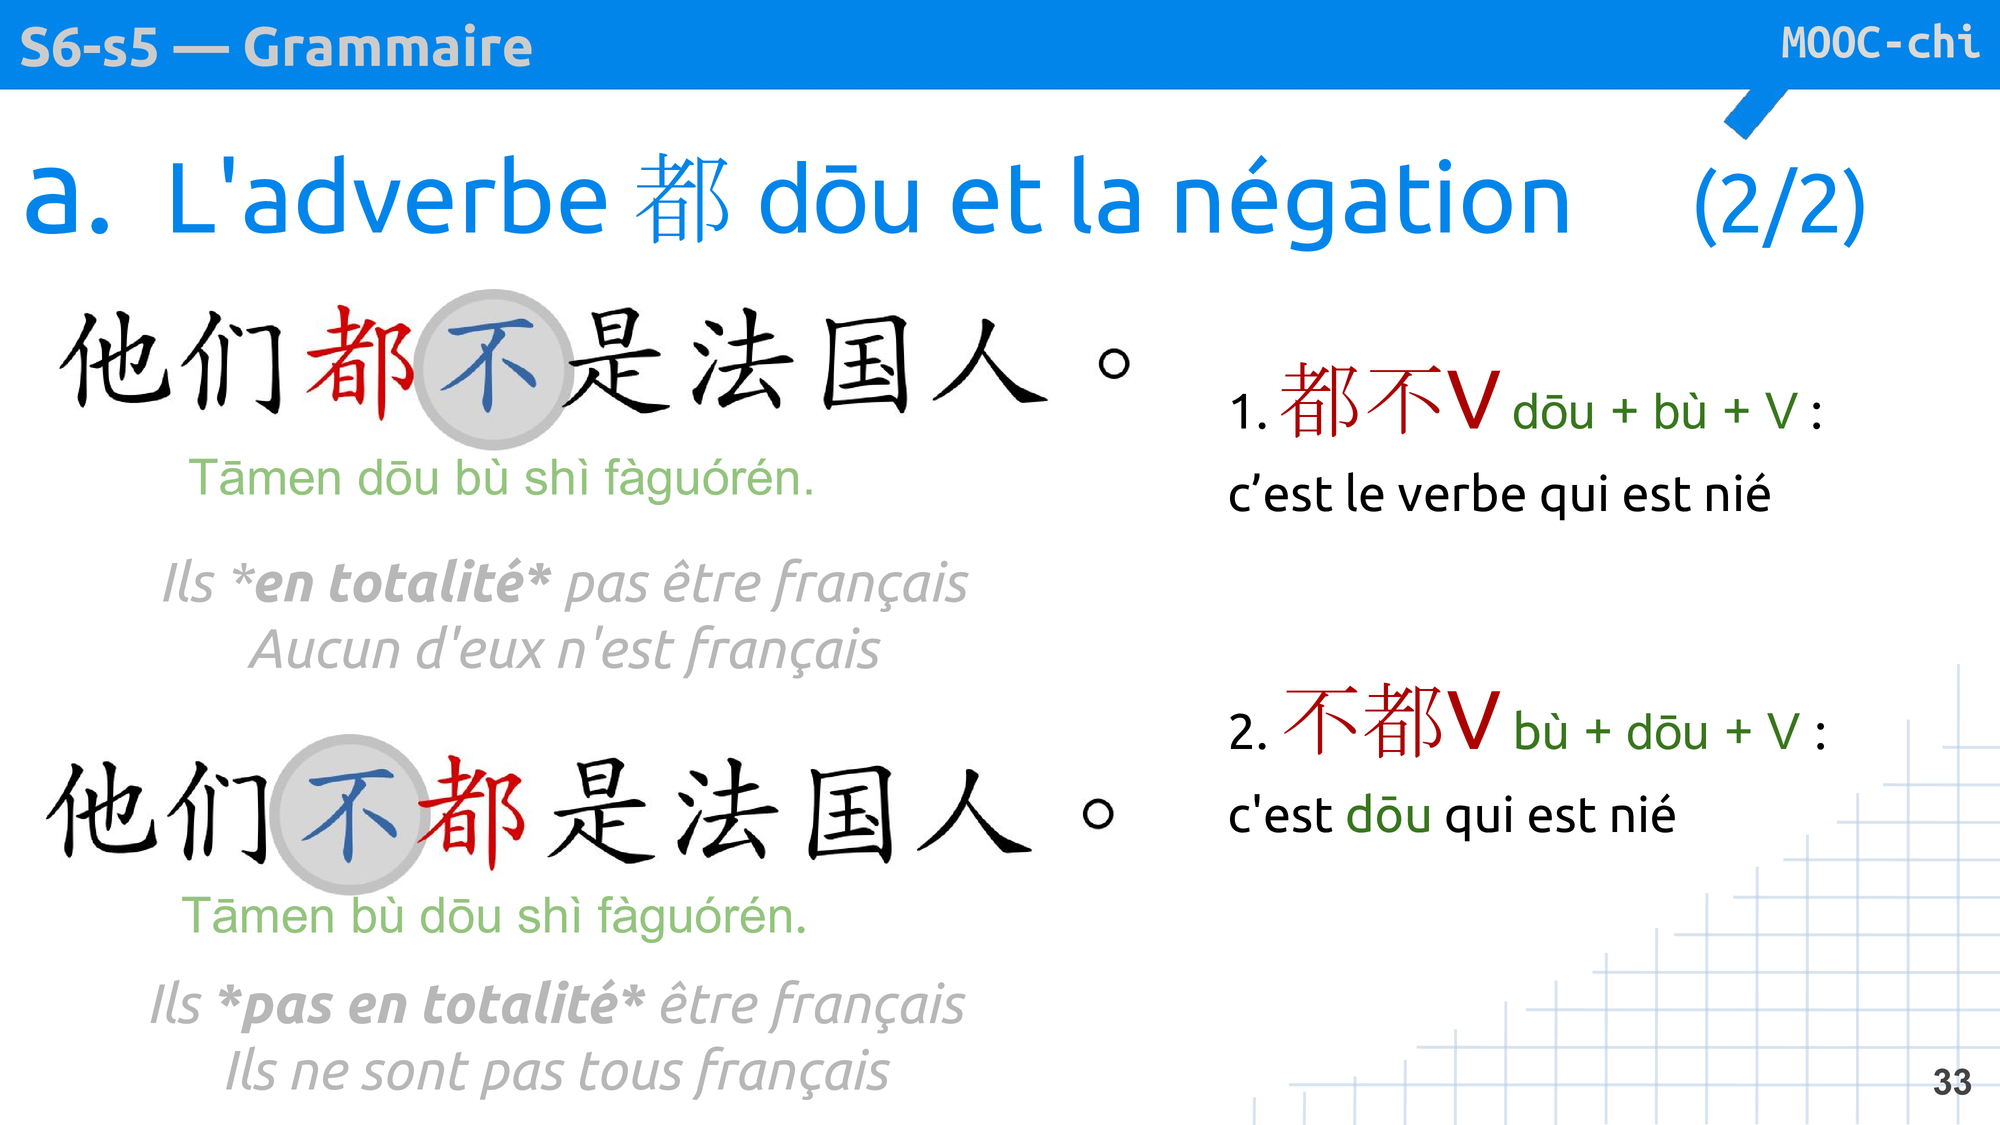 S6-s5 — Grammaire
MOOC-chi
a. L'adverbe 都 dōu et la négation (2/2)
他们都不是法国人。
Tāmen dōu bù shì fàguórén.
Ils *en totalité* pas être français
Aucun d'eux n'est français
1. 都不V dōu + bù + V :
c’est le verbe qui est nié
他们不都是法国人。
Tāmen bù dōu shì fàguórén.
Ils *pas en totalité* être français
Ils ne sont pas tous français
2. 不都V bù + dōu + V :
c'est dōu qui est nié
33